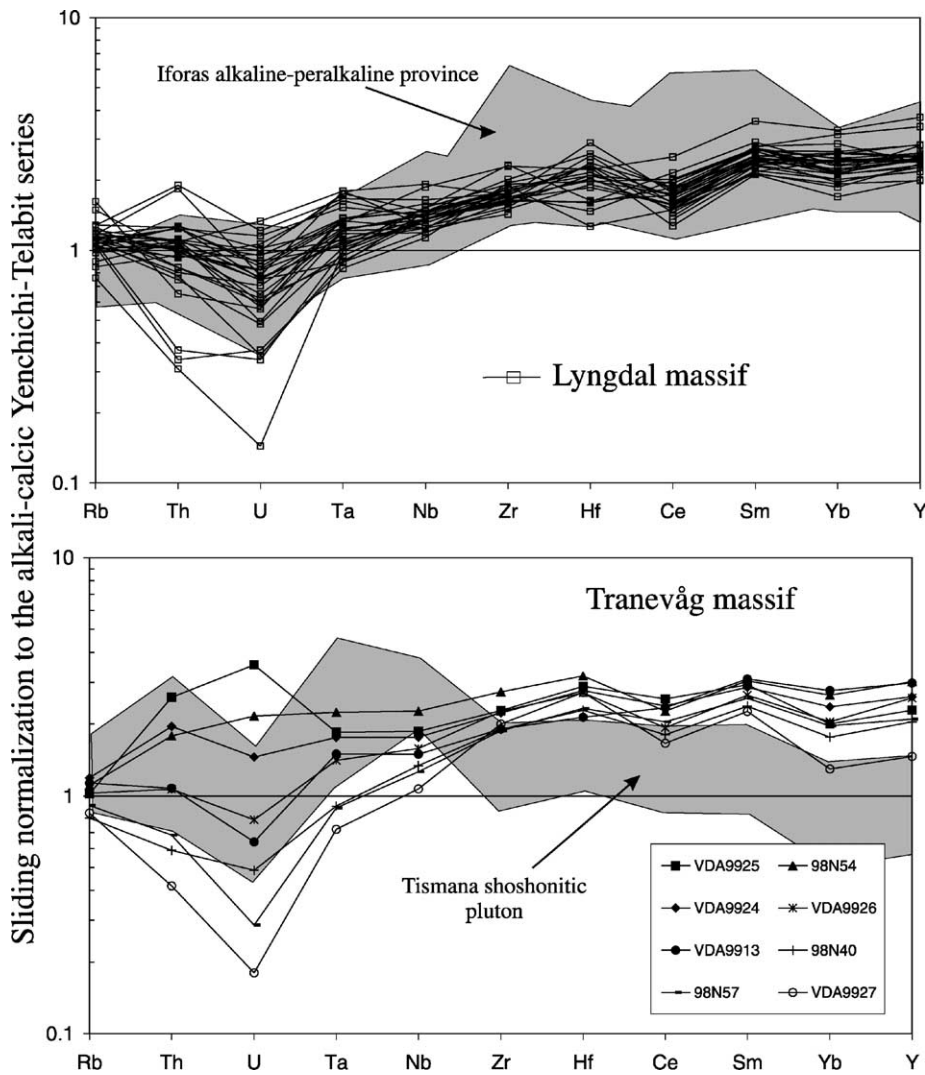 Sliding normalization to the alkali-calcic Yenchichi-Telabit series
10
Iforas alkaline-peralkaline
province
1
Lyngdal massif
0.1
Rb Th U Ta Nb Zr Hf Ce Sm Yb Y
10
Tranevåg massif
1
Tismana shoshonitic
pluton
VDA9925 98N54
VDA9924 VDA9926
VDA9913 98N40
98N57 VDA9927
0.1
Rb Th U Ta Nb Zr Hf Ce Sm Yb Y